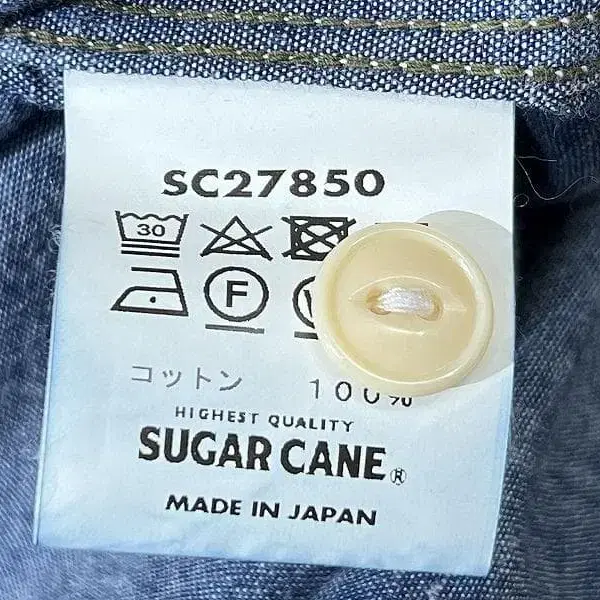 SC27850
30
F
コットン 100%
HIGHEST QUALITY
SUGAR CANE ®
MADE IN JAPAN